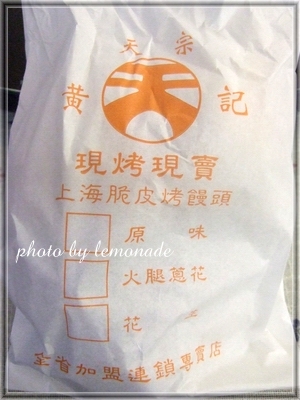 天宗
黃記
現烤現賣
上海脆皮烤饅頭
原味
火腿蔥花
花
photo by lemonade
全省加盟連鎖專賣店